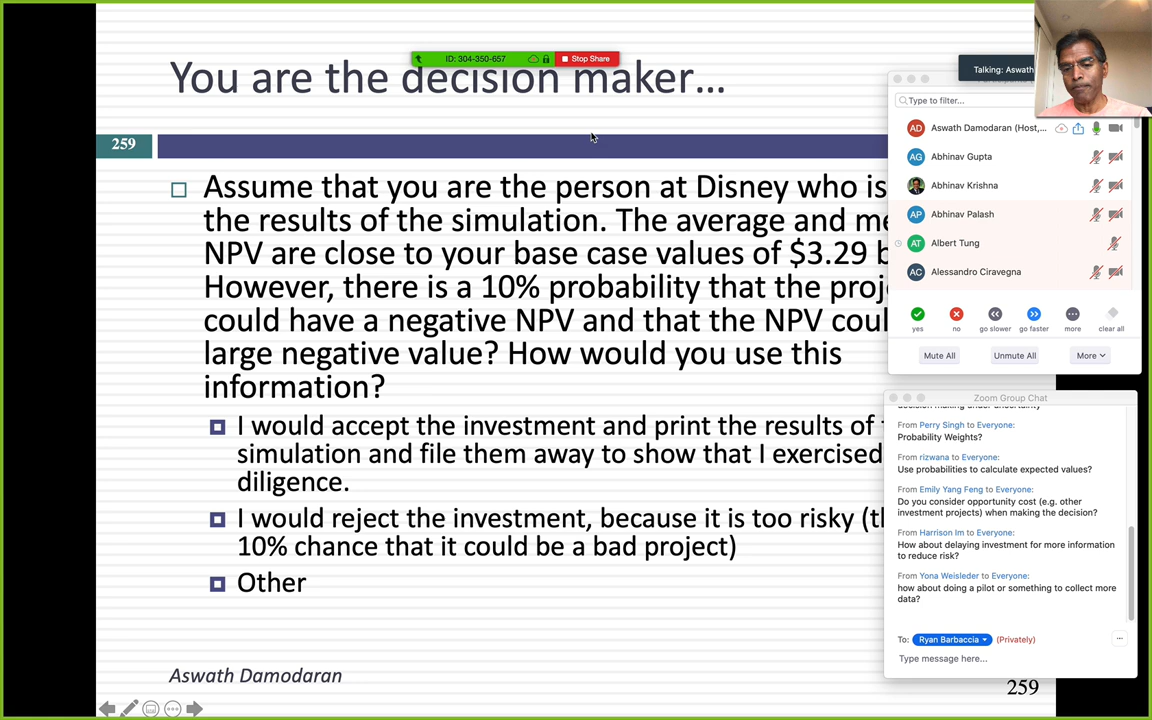 You are the decision maker…
ID: 304-350-657
Stop Share
Talking: Aswath
259
Assume that you are the person at Disney who is
the results of the simulation. The average and
NPV are close to your base case values of $3.29
However, there is a 10% probability that the
could have a negative NPV and that the NPV
large negative value? How would you use this
information?
I would accept the investment and print the results of
simulation and file them away to show that I exercised
diligence.
I would reject the investment, because it is too risky
10% chance that it could be a bad project)
Other
Aswath Damodaran
259
Type to filter...
AD Aswath Damodaran (Host,...
AG Abhinav Gupta
Abhinav Krishna
AP Abhinav Palash
AT Albert Tung
AC Alessandro Ciravegna
yes no go slower go faster more clear all
Mute All Unmute All More
Zoom Group Chat
decision making under uncertainty
From Perry Singh to Everyone:
Probability Weights?
From rizwana to Everyone:
Use probabilities to calculate expected values?
From Emily Yang Feng to Everyone:
Do you consider opportunity cost (e.g. other
investment projects) when making the decision?
From Harrison Im to Everyone:
How about delaying investment for more information
to reduce risk?
From Yona Weisleder to Everyone:
how about doing a pilot or something to collect more
data?
To: Ryan Barbaccia (Privately)
Type message here...